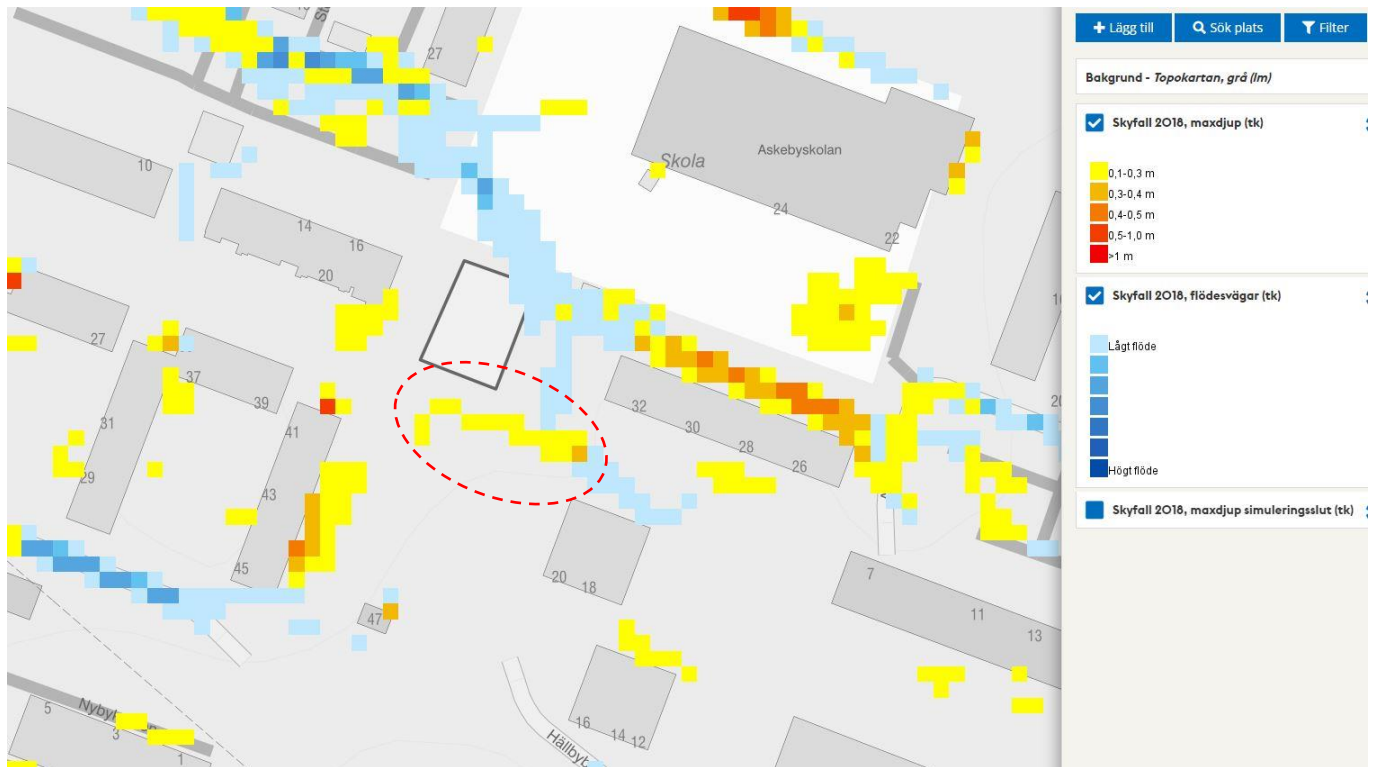 27
10
Skola
Askebyskolan
14
16
24
22
20
27
37
39
31
41
32
30
28
26
20
29
43
45
20
18
7
11
13
47
16
14
12
5
3
1
+ Lägg till
Sök plats
Filter
Bakgrund - Topokartan, grå (lm)
Skyfall 2018, maxdjup (tk)
0,1-0,3 m
0,3-0,4 m
0,4-0,5 m
0,5-1,0 m
>1 m
Skyfall 2018, flödesvägar (tk)
Lågt flöde
Högt flöde
Skyfall 2018, maxdjup simuleringsslut (tk)